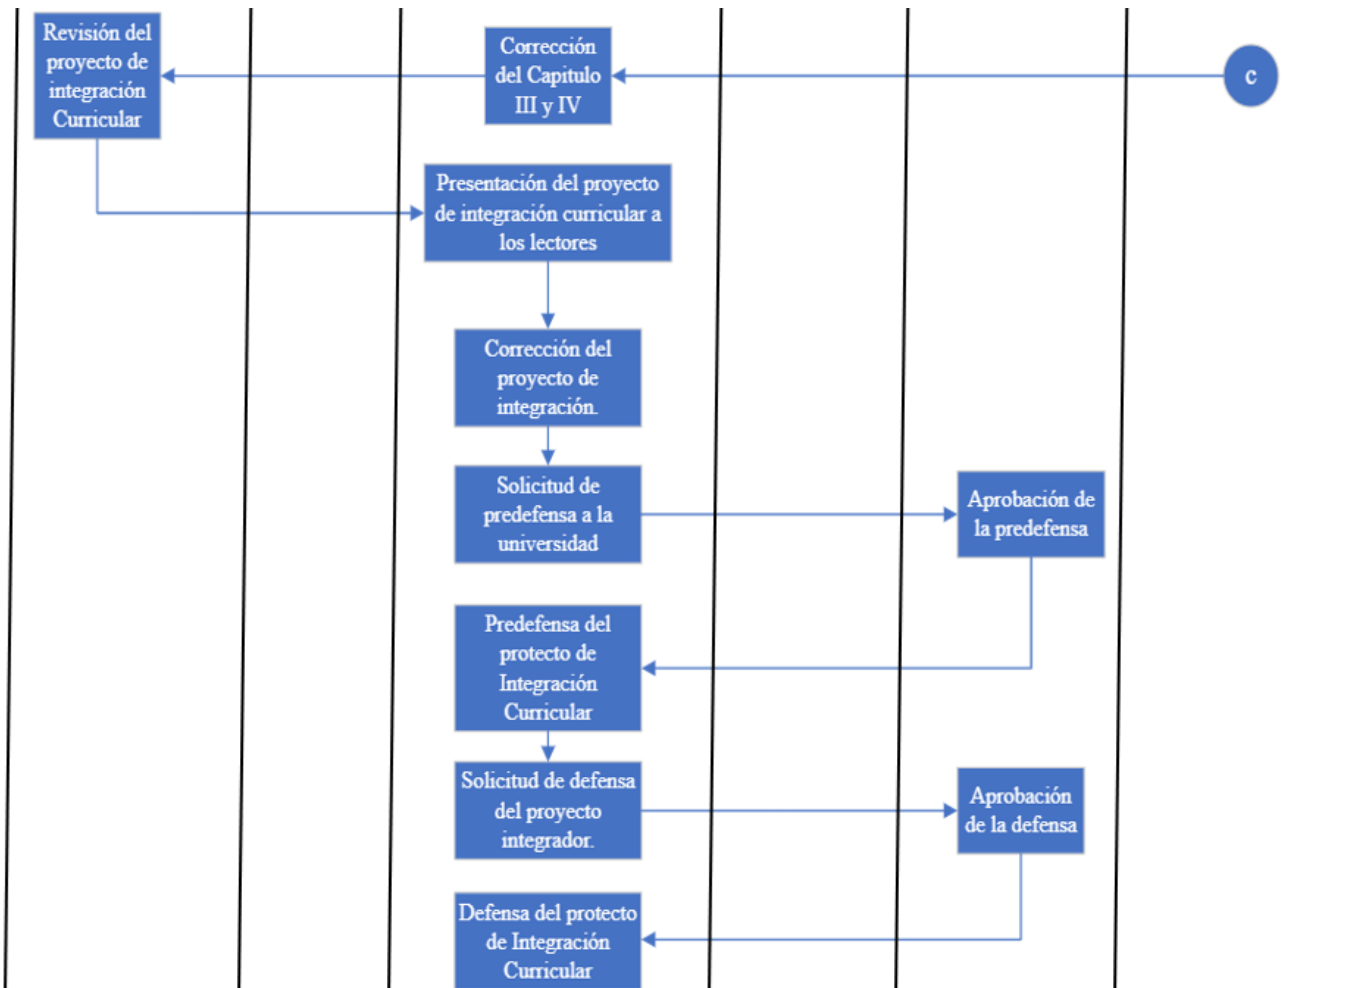 Revisión del
proyecto de
integración
Curricular
Corrección
del Capitulo
III y IV
c
Presentación del proyecto
de integración curricular a
los lectores
Corrección del
proyecto de
integración.
Solicitud de
predefensa a la
universidad
Aprobación de
la predefensa
Predefensa del
protecto de
Integración
Curricular
Solicitud de defensa
del proyecto
integrador.
Aprobación
de la defensa
Defensa del protecto
de Integración
Curricular